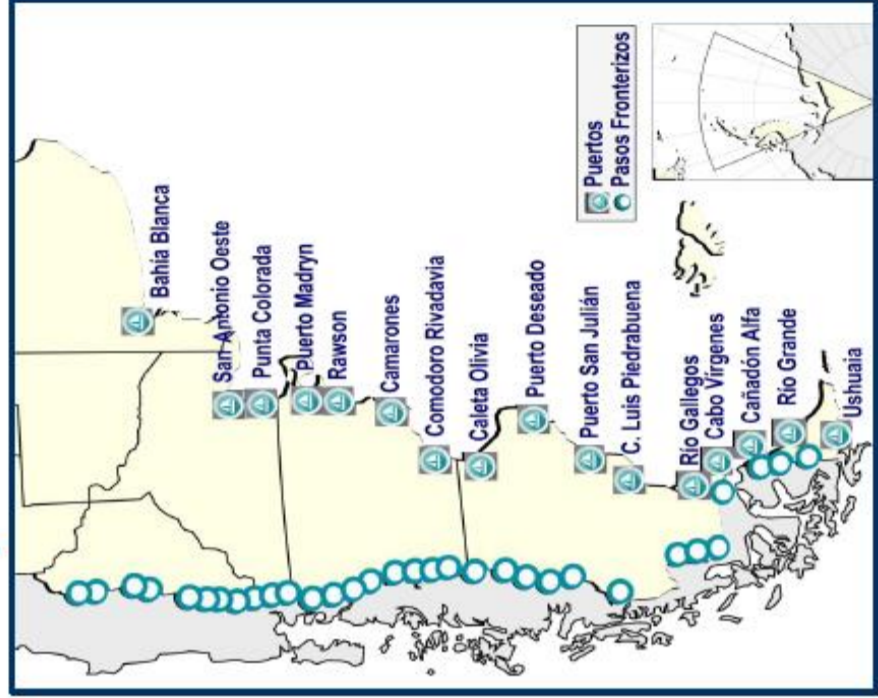 Bahía Blanca
San Antonio Oeste
Punta Colorada
Puerto Madryn
Rawson
Camarones
Comodoro Rivadavia
Caleta Olivia
Puerto Deseado
Puerto San Julián
C. Luis Piedrabuena
Río Gallegos
Cabo Vírgenes
Cañadón Alfa
Río Grande
Ushuaia
Puertos
Pasos Fronterizos